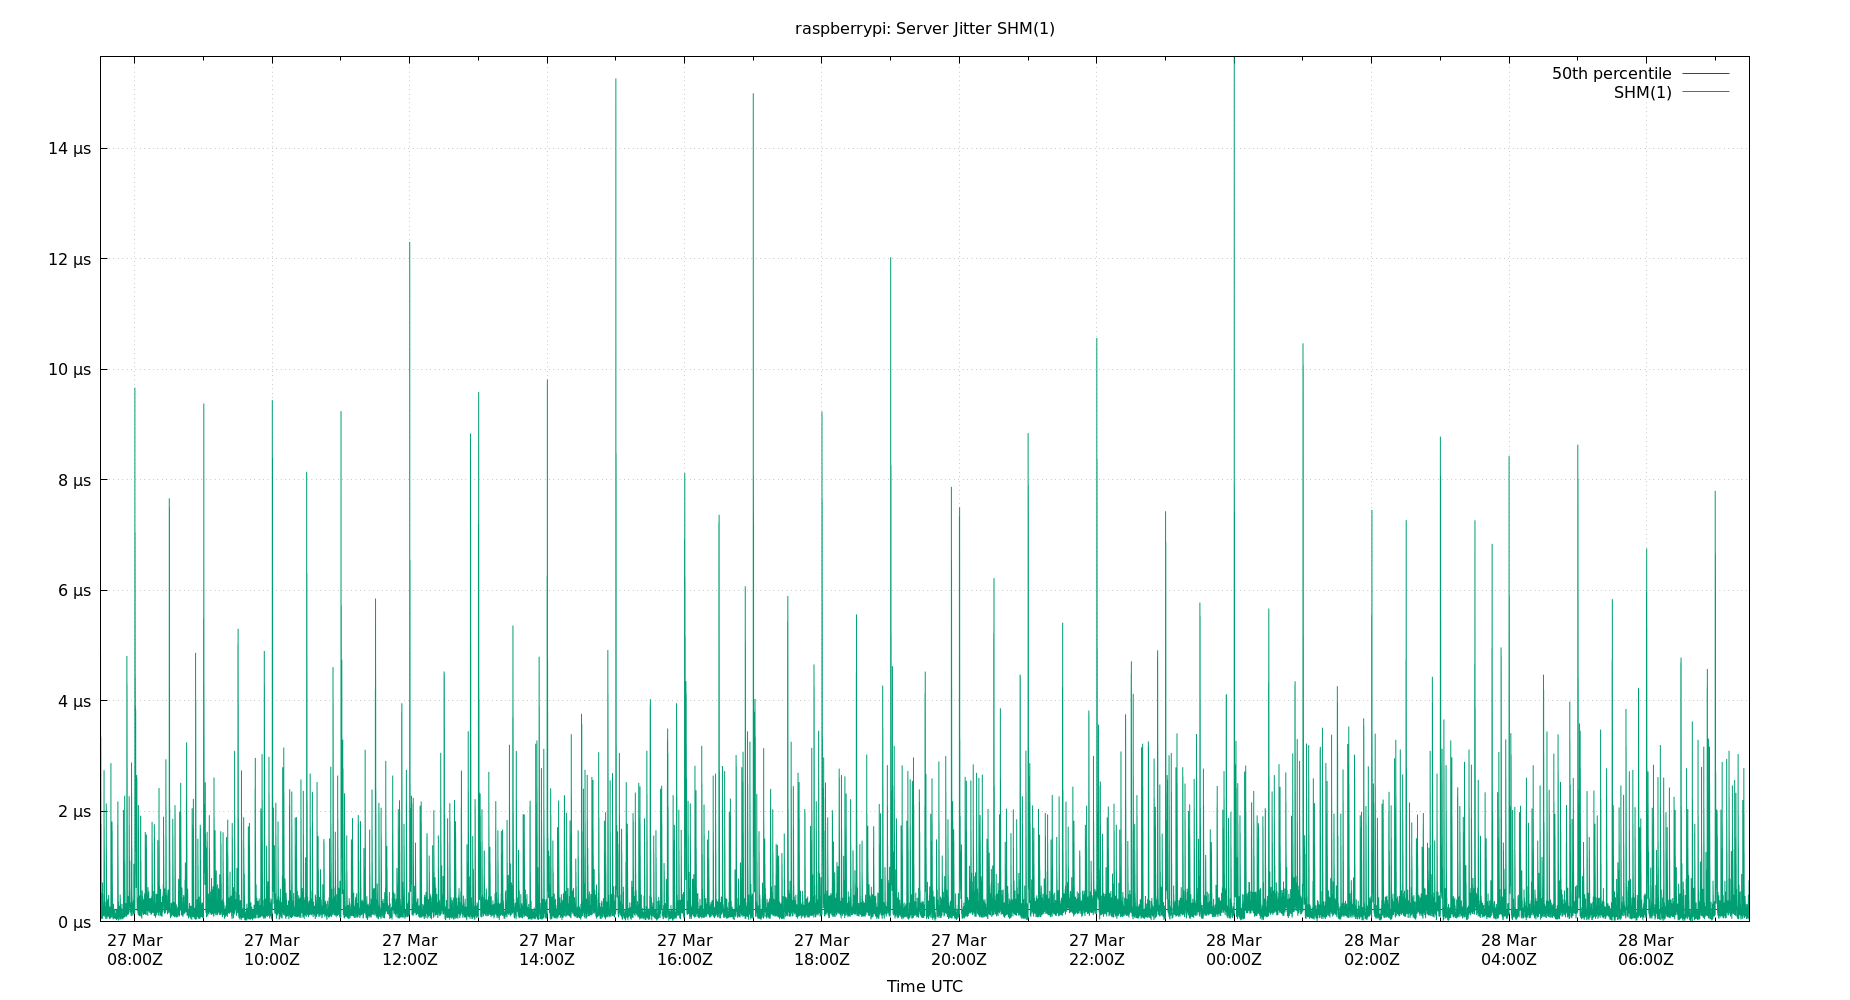 raspberrypi: Server Jitter SHM(1)
50th percentile
SHM(1)
14 µs
12 µs
10 µs
8 µs
6 µs
4 µs
2 µs
0 µs
27 Mar 27 Mar 27 Mar 27 Mar 27 Mar 27 Mar 27 Mar 27 Mar 28 Mar 28 Mar 28 Mar 28 Mar
08:00Z 10:00Z 12:00Z 14:00Z 16:00Z 18:00Z 20:00Z 22:00Z 00:00Z 02:00Z 04:00Z 06:00Z
Time UTC